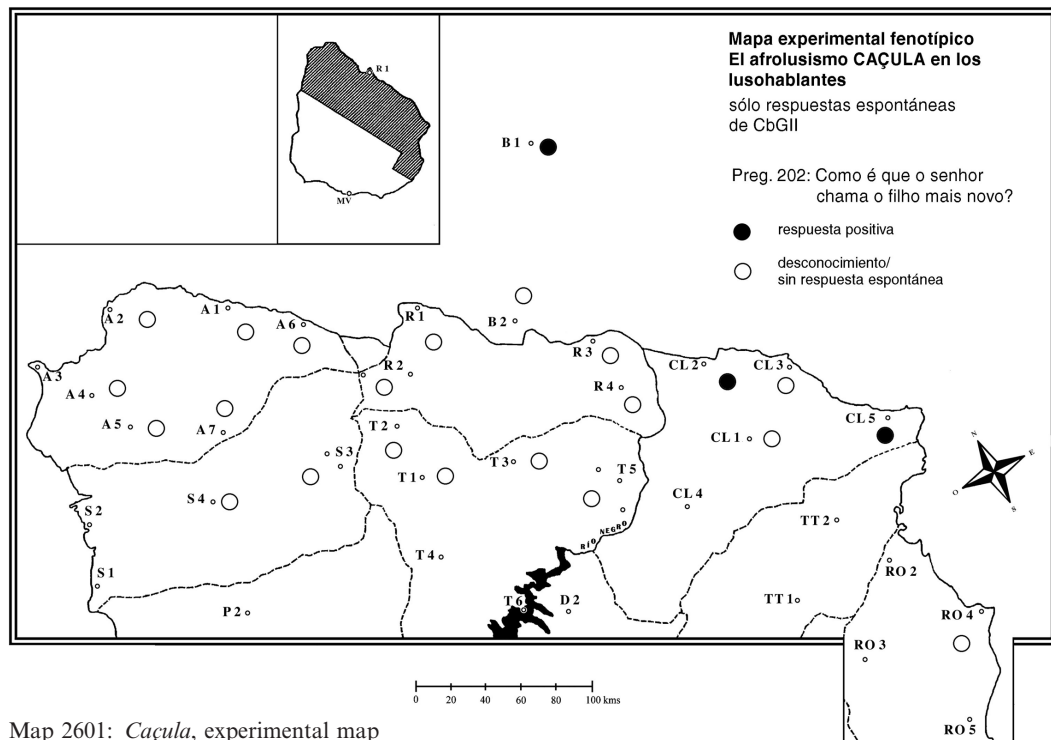 Mapa experimental fenotípico
El afrolusismo CAÇULA en los
lusohablantes
sólo respuestas espontáneas
de CbGII
Preg. 202: Como é que o senhor
chama o filho mais novo?
respuesta positiva
desconocimiento/
sin respuesta espontánea
R 1
MV
B 1
A 2
A 1
A 6
R 1
B 2
R 3
A 3
A 4
R 2
R 4
CL 2
CL 3
A 5
A 7
T 2
CL 1
CL 5
S 3
T 1
T 3
T 5
S 4
S 2
CL 4
TT 2
N
E
O
S
RÍO NEGRO
S 1
T 4
RO 2
P 2
T 6
D 2
TT 1
RO 4
RO 3
RO 5
0 20 40 60 80 100 kms
Map 2601: Caçula, experimental map